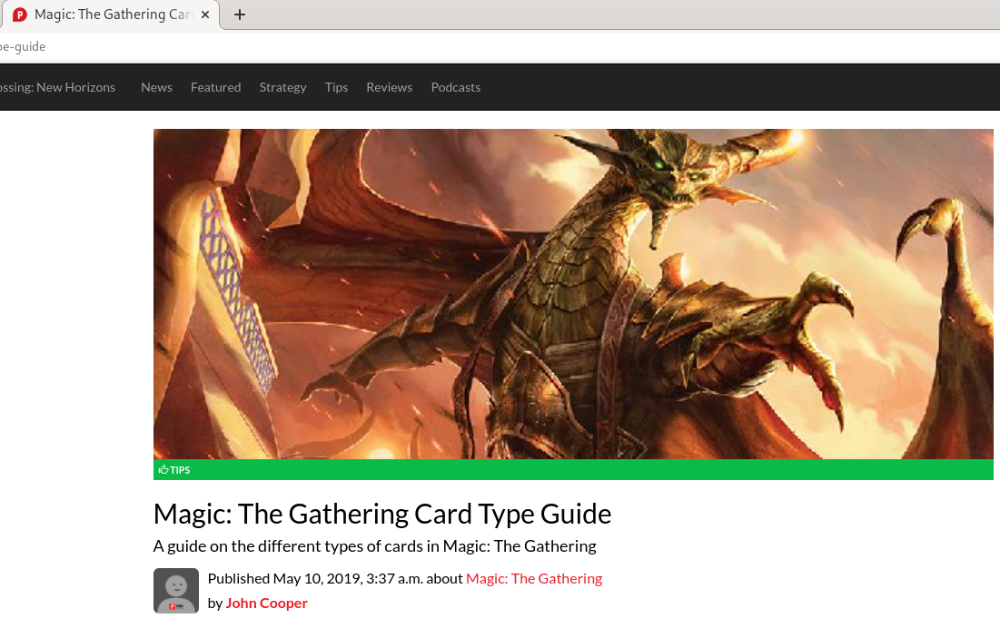 Magic: The Gathering Car
pe-guide
ossing: New Horizons News Featured Strategy Tips Reviews Podcasts
TIPS
Magic: The Gathering Card Type Guide
A guide on the different types of cards in Magic: The Gathering
Published May 10, 2019, 3:37 a.m. about Magic: The Gathering
by John Cooper